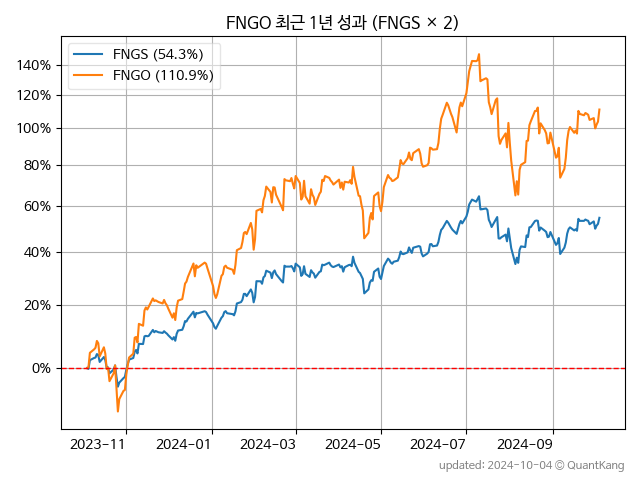 FNGO 최근 1년 성과 (FNGS × 2)
FNGS (54.3%)
FNGO (110.9%)
140%
120%
100%
80%
60%
40%
20%
0%
2023-11 2024-01 2024-03 2024-05 2024-07 2024-09
updated: 2024-10-04 © QuantKang